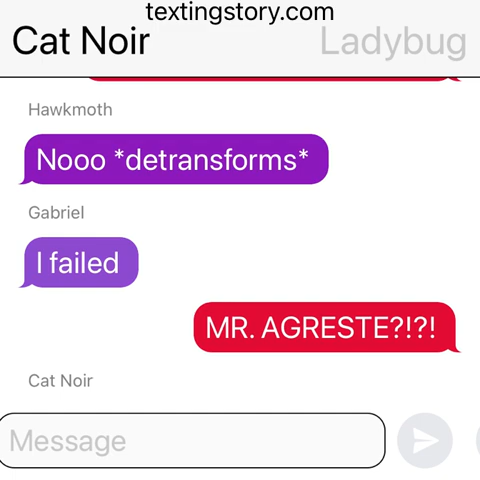 textingstory.com
Cat Noir
Ladybug
Hawkmoth
Nooo *detransforms*
Gabriel
I failed
MR. AGRESTE?!?!
Cat Noir
Message